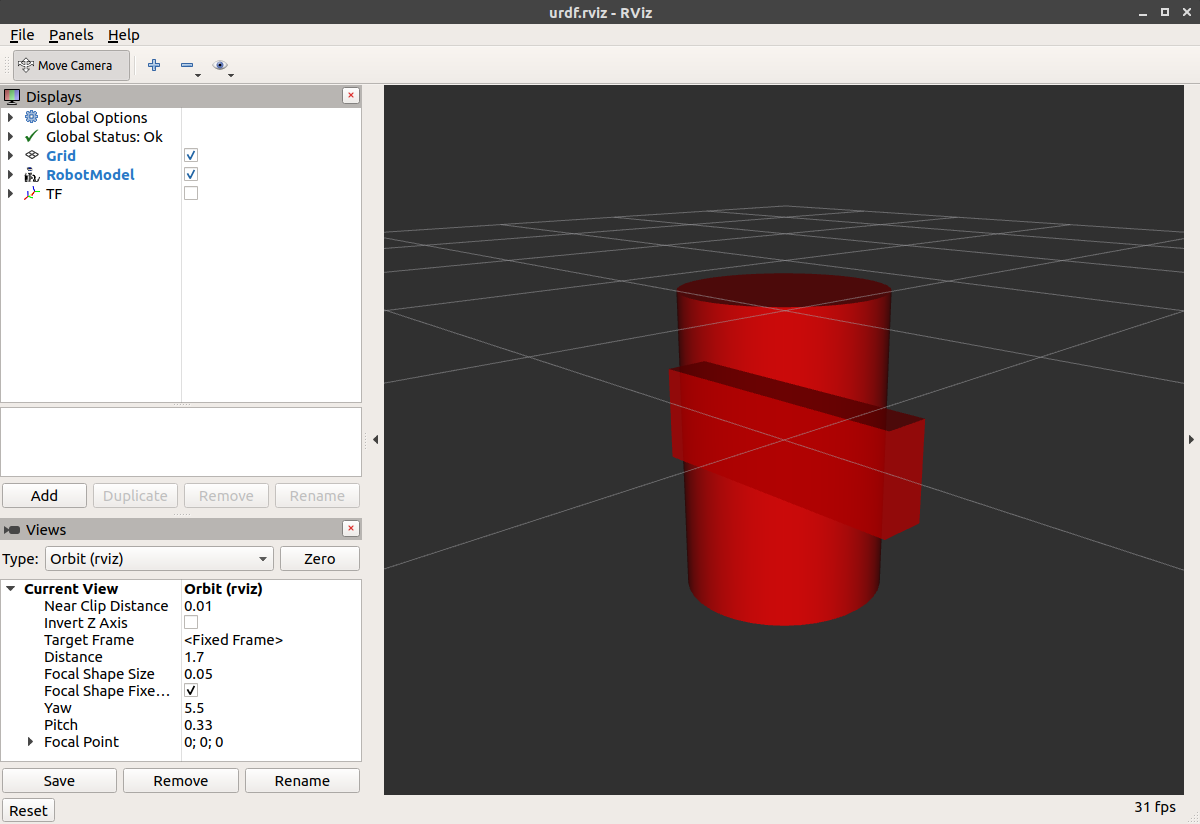 urdf.rviz - RViz
File Panels Help
Move Camera
Displays
Global Options
Global Status: Ok
Grid
RobotModel
TF
Add Duplicate Remove Rename
Views
Type: Orbit (rviz) Zero
Current View Orbit (rviz)
Near Clip Distance 0.01
Invert Z Axis
Target Frame <Fixed Frame>
Distance 1.7
Focal Shape Size 0.05
Focal Shape Fixe...
Yaw 5.5
Pitch 0.33
Focal Point 0; 0; 0
Save Remove Rename
Reset
31 fps